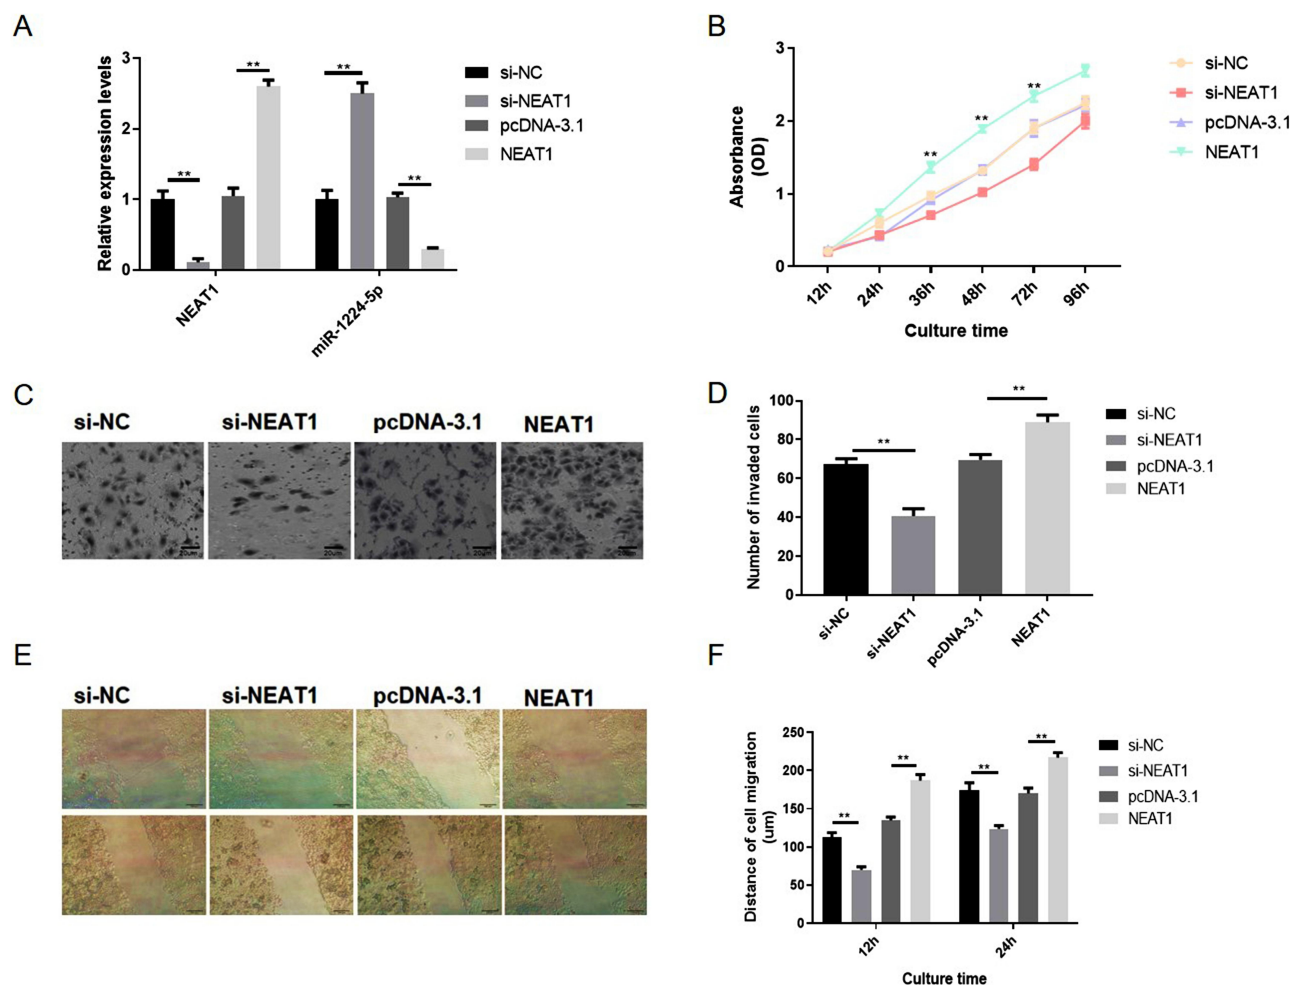 A
Relative expression levels
3
2
1
0
**
**
**
**
NEAT1
miR-1224-5p
si-NC
si-NEAT1
pcDNA-3.1
NEAT1
B
Absorbance
(OD)
3
2
1
0
**
**
**
**
12h
24h
36h
48h
72h
96h
Culture time
si-NC
si-NEAT1
pcDNA-3.1
NEAT1
C
si-NC
si-NEAT1
pcDNA-3.1
NEAT1
20um
20um
20um
20um
D
Number of invaded cells
100
80
60
40
20
0
**
**
si-NC
si-NEAT1
pcDNA-3.1
NEAT1
si-NC
si-NEAT1
pcDNA-3.1
NEAT1
E
si-NC
si-NEAT1
pcDNA-3.1
NEAT1
F
Distance of cell migration
(um)
250
200
150
100
50
0
**
**
**
**
12h
24h
Culture time
si-NC
si-NEAT1
pcDNA-3.1
NEAT1